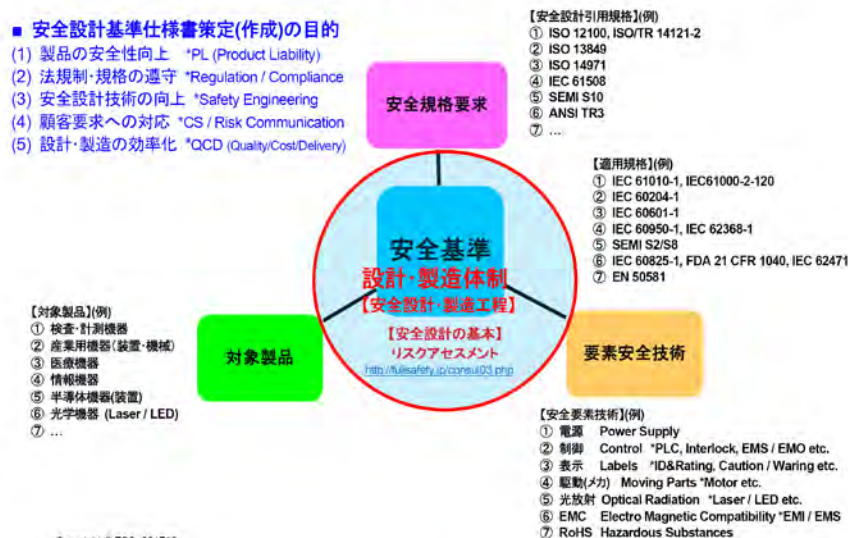 ■ 安全設計基準仕様書策定(作成)の目的
(1) 製品の安全性向上 *PL (Product Liability)
(2) 法規制・規格の遵守 *Regulation / Compliance
(3) 安全設計技術の向上 *Safety Engineering
(4) 顧客要求への対応 *CS / Risk Communication
(5) 設計・製造の効率化 *QCD (Quality/Cost/Delivery)
安全規格要求
【安全設計引用規格】(例)
① ISO 12100, ISO/TR 14121-2
② ISO 13849
③ ISO 14971
④ IEC 61508
⑤ SEMI S10
⑥ ANSI TR3
⑦ …
【適用規格】(例)
① IEC 61010-1, IEC61000-2-120
② IEC 60204-1
③ IEC 60601-1
④ IEC 60950-1, IEC 62368-1
⑤ SEMI S2/S8
⑥ IEC 60825-1, FDA 21 CFR 1040, IEC 62471
⑦ EN 50581
安全基準
設計・製造体制
【安全設計・製造工程】
【安全設計の基本】
リスクアセスメント
【対象製品】(例)
① 検査・計測機器
② 産業用機器(装置・機械)
③ 医療機器
④ 情報機器
⑤ 半導体機器(装置)
⑥ 光学機器 (Laser / LED)
⑦ …
対象製品
要素安全技術
【安全要素技術】(例)
① 電源 Power Supply
② 制御 Control *PLC, Interlock, EMS / EMO etc.
③ 表示 Labels *ID&Rating, Caution / Waring etc.
④ 駆動(メカ) Moving Parts *Motor etc.
⑤ 光放射 Optical Radiation *Laser / LED etc.
⑥ EMC Electro Magnetic Compatibility *EMI / EMS
⑦ RoHS Hazardous Substances